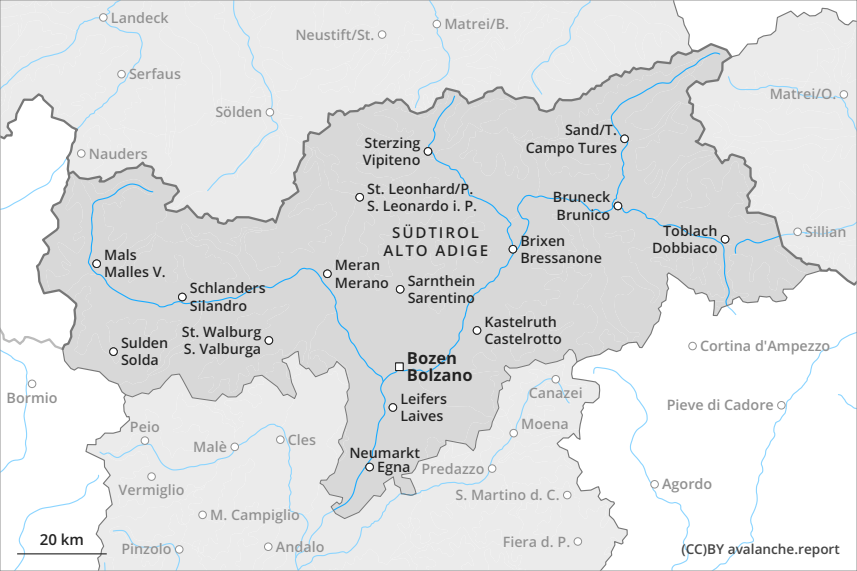 Landeck
Matrei/B.
Neustift/St.
Serfaus
Matrei/O.
Sölden
Sand/T.
Campo Tures
Sterzing
Vipiteno
Nauders
St. Leonhard/P.
S. Leonardo i. P.
Bruneck
Brunico
SÜDTIROL
ALTO ADIGE
Toblach
Dobbiaco
Sillian
Brixen
Bressanone
Mals
Malles V.
Meran
Merano
Sarnthein
Sarentino
Schlanders
Silandro
Kastelruth
Castelrotto
St. Walburg
S. Valburga
Sulden
Solda
Cortina d'Ampezzo
Bozen
Bolzano
Bormio
Canazei
Leifers
Laives
Pieve di Cadore
Peio
Moena
Malè
Cles
Neumarkt
Egna
Predazzo
Vermiglio
Agordo
S. Martino d. C.
M. Campiglio
20 km
Pinzolo
Andalo
Fiera d. P.
(CC)BY avalanche.report